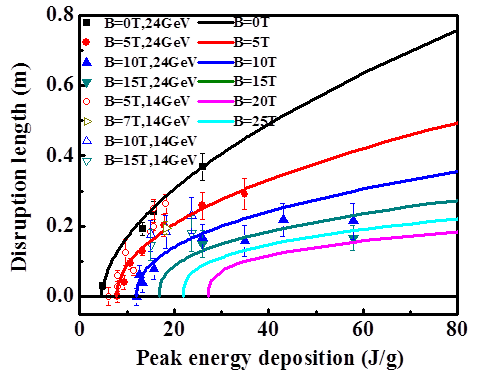 B=0T,24GeV B=0T
B=5T,24GeV B=5T
B=10T,24GeV B=10T
B=15T,24GeV B=15T
B=5T,14GeV B=20T
B=7T,14GeV B=25T
B=10T,14GeV
B=15T,14GeV
0.8
0.6
0.4
0.2
0.0
Disruption length (m)
0 20 40 60 80
Peak energy deposition (J/g)